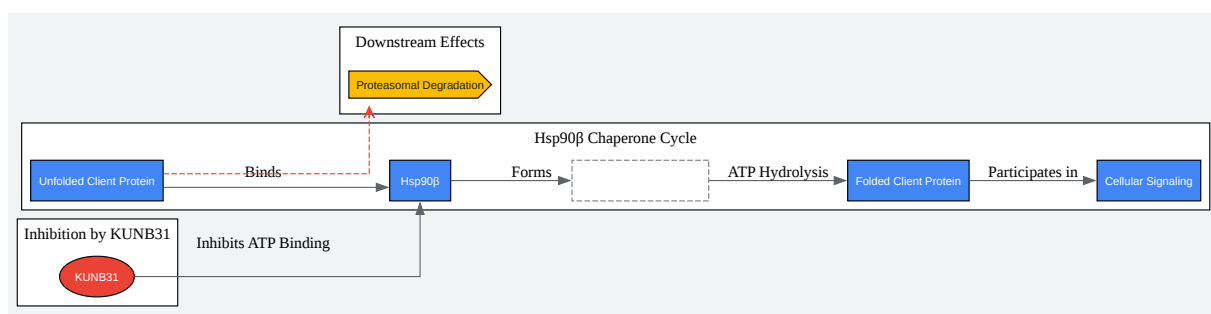 Downstream Effects
Proteasomal Degradation
Hsp90β Chaperone Cycle
Unfolded Client Protein
Binds
Hsp90β
Forms
ATP Hydrolysis
Folded Client Protein
Participates in
Cellular Signaling
Inhibition by KUNB31
Inhibits ATP Binding
KUNB31